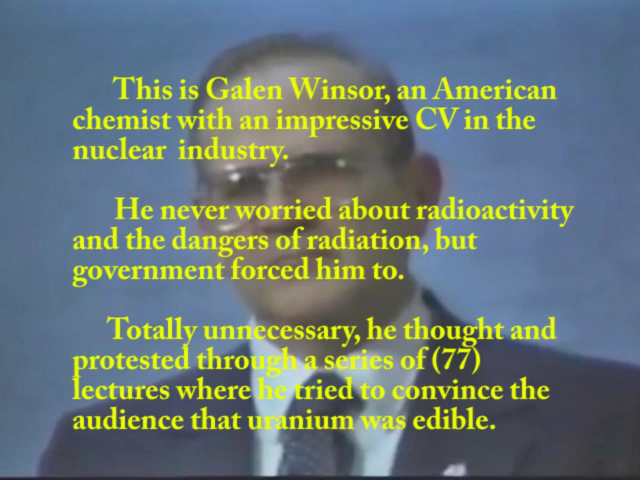 This is Galen Winsor, an American
chemist with an impressive CV in the
nuclear industry.
He never worried about radioactivity
and the dangers of radiation, but
government forced him to.
Totally unnecessary, he thought and
protested through a series of (77)
lectures where he tried to convince the
audience that uranium was edible.